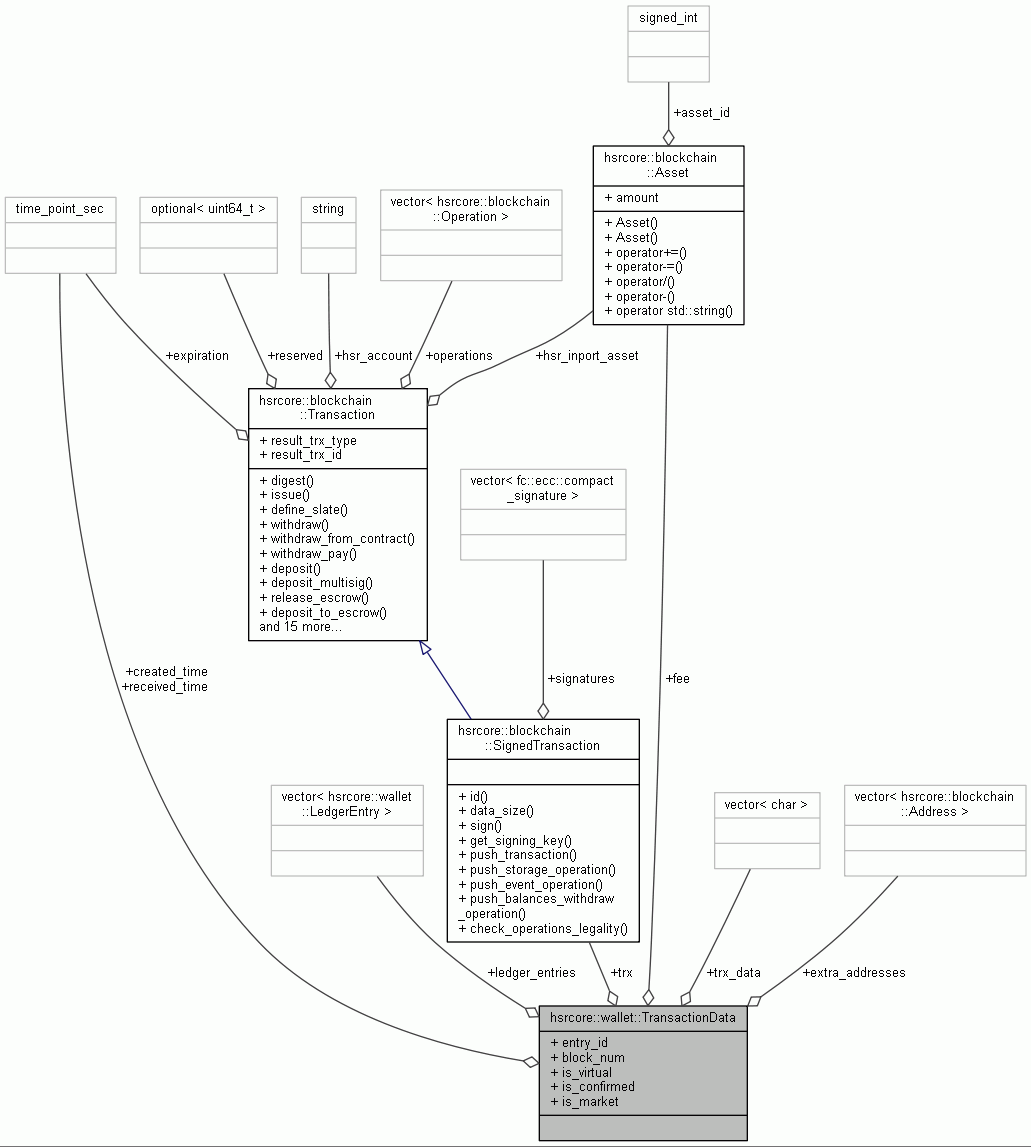 signed_int
+asset_id
hsrcore::blockchain
::Asset
+ amount
+ Asset()
+ Asset()
+ operator+=()
+ operator-=()
+ operator/()
+ operator-()
+ operator std::string()
time_point_sec
optional< uint64_t >
string
vector< hsrcore::blockchain
::Operation >
+expiration
+reserved
+hsr_account
+operations
+hsr_inport_asset
hsrcore::blockchain
::Transaction
+ result_trx_type
+ result_trx_id
+ digest()
+ issue()
+ define_slate()
+ withdraw()
+ withdraw_from_contract()
+ withdraw_pay()
+ deposit()
+ deposit_multisig()
+ release_escrow()
+ deposit_to_escrow()
and 15 more...
vector< fc::ecc::compact
_signature >
+created_time
+received_time
+signatures
+fee
hsrcore::blockchain
::SignedTransaction
+ id()
+ data_size()
+ sign()
+ get_signing_key()
+ push_transaction()
+ push_storage_operation()
+ push_event_operation()
+ push_balances_withdraw
_operation()
+ check_operations_legality()
vector< hsrcore::wallet
::LedgerEntry >
vector< char >
vector< hsrcore::blockchain
::Address >
+ledger_entries
+trx
+trx_data
+extra_addresses
hsrcore::wallet::TransactionData
+ entry_id
+ block_num
+ is_virtual
+ is_confirmed
+ is_market